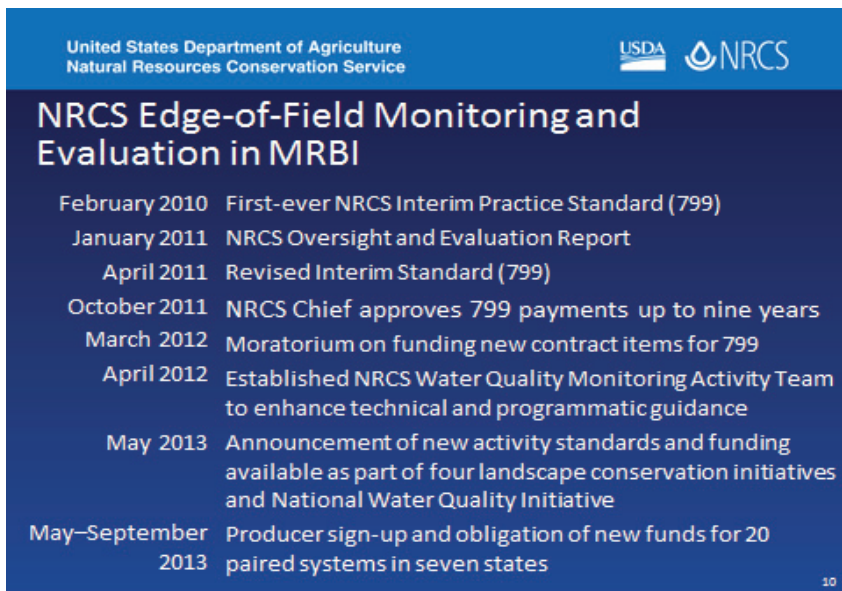 United States Department of Agriculture
Natural Resources Conservation Service
USDA
NRCS
NRCS Edge-of-Field Monitoring and
Evaluation in MRBI
February 2010 First-ever NRCS Interim Practice Standard (799)
January 2011 NRCS Oversight and Evaluation Report
April 2011 Revised Interim Standard (799)
October 2011 NRCS Chief approves 799 payments up to nine years
March 2012 Moratorium on funding new contract items for 799
April 2012 Established NRCS Water Quality Monitoring Activity Team
to enhance technical and programmatic guidance
May 2013 Announcement of new activity standards and funding
available as part of four landscape conservation initiatives
and National Water Quality Initiative
May–September Producer sign-up and obligation of new funds for 20
2013 paired systems in seven states
10